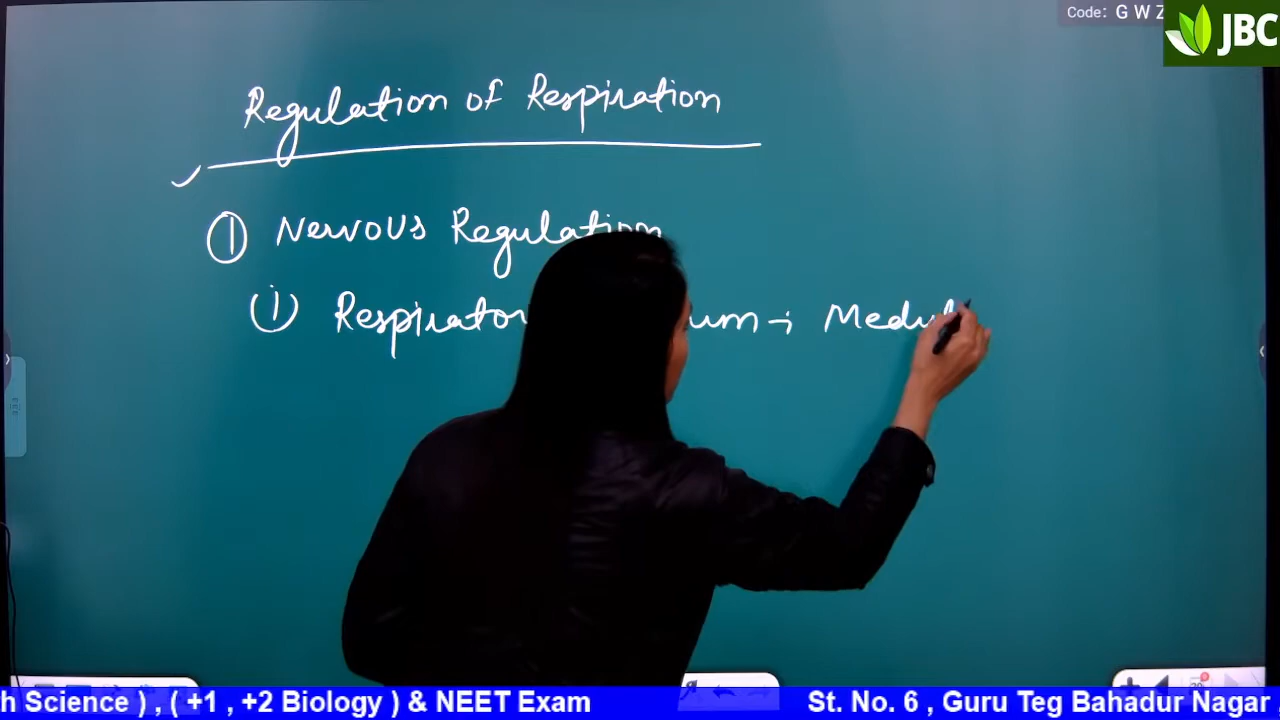 Code: G W Z
JBC
Regulation of Respiration
① Nervous Regulation
(i) Respirator um -; Medul
h Science ) , ( +1 , +2 Biology ) & NEET Exam St. No. 6 , Guru Teg Bahadur Nagar